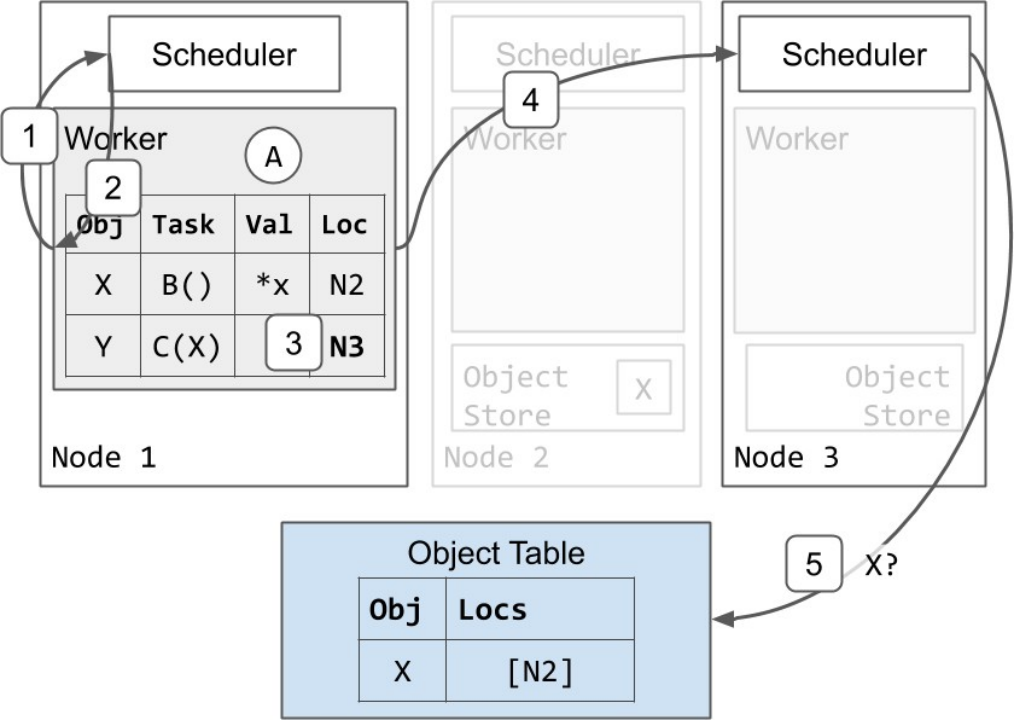 Scheduler
Scheduler
Scheduler
4
1
Worker
A
Worker
Worker
2
Obj Task Val Loc
X B() *x N2
Y C(X) 3 N3
Object Store X
Object Store
Node 1
Node 2
Node 3
Object Table
5 X?
Obj Locs
X [N2]